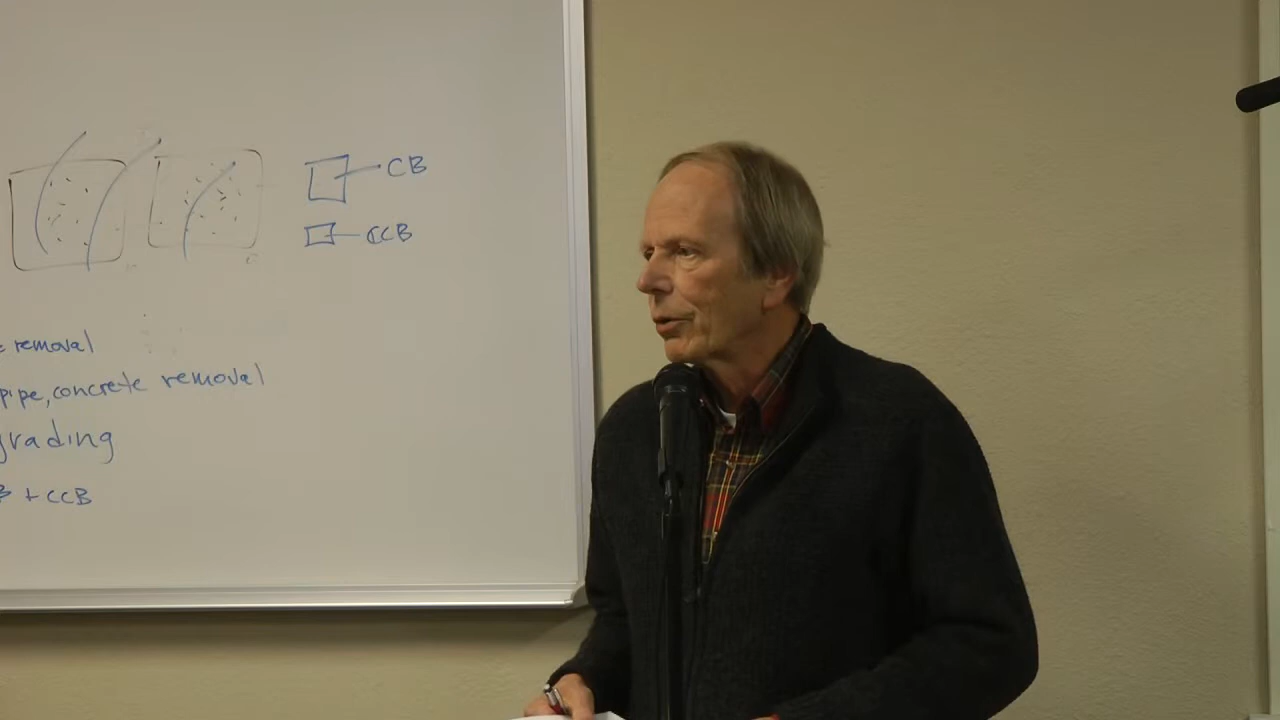 CB
CCB
removal
pipe, concrete removal
grading
+ CCB